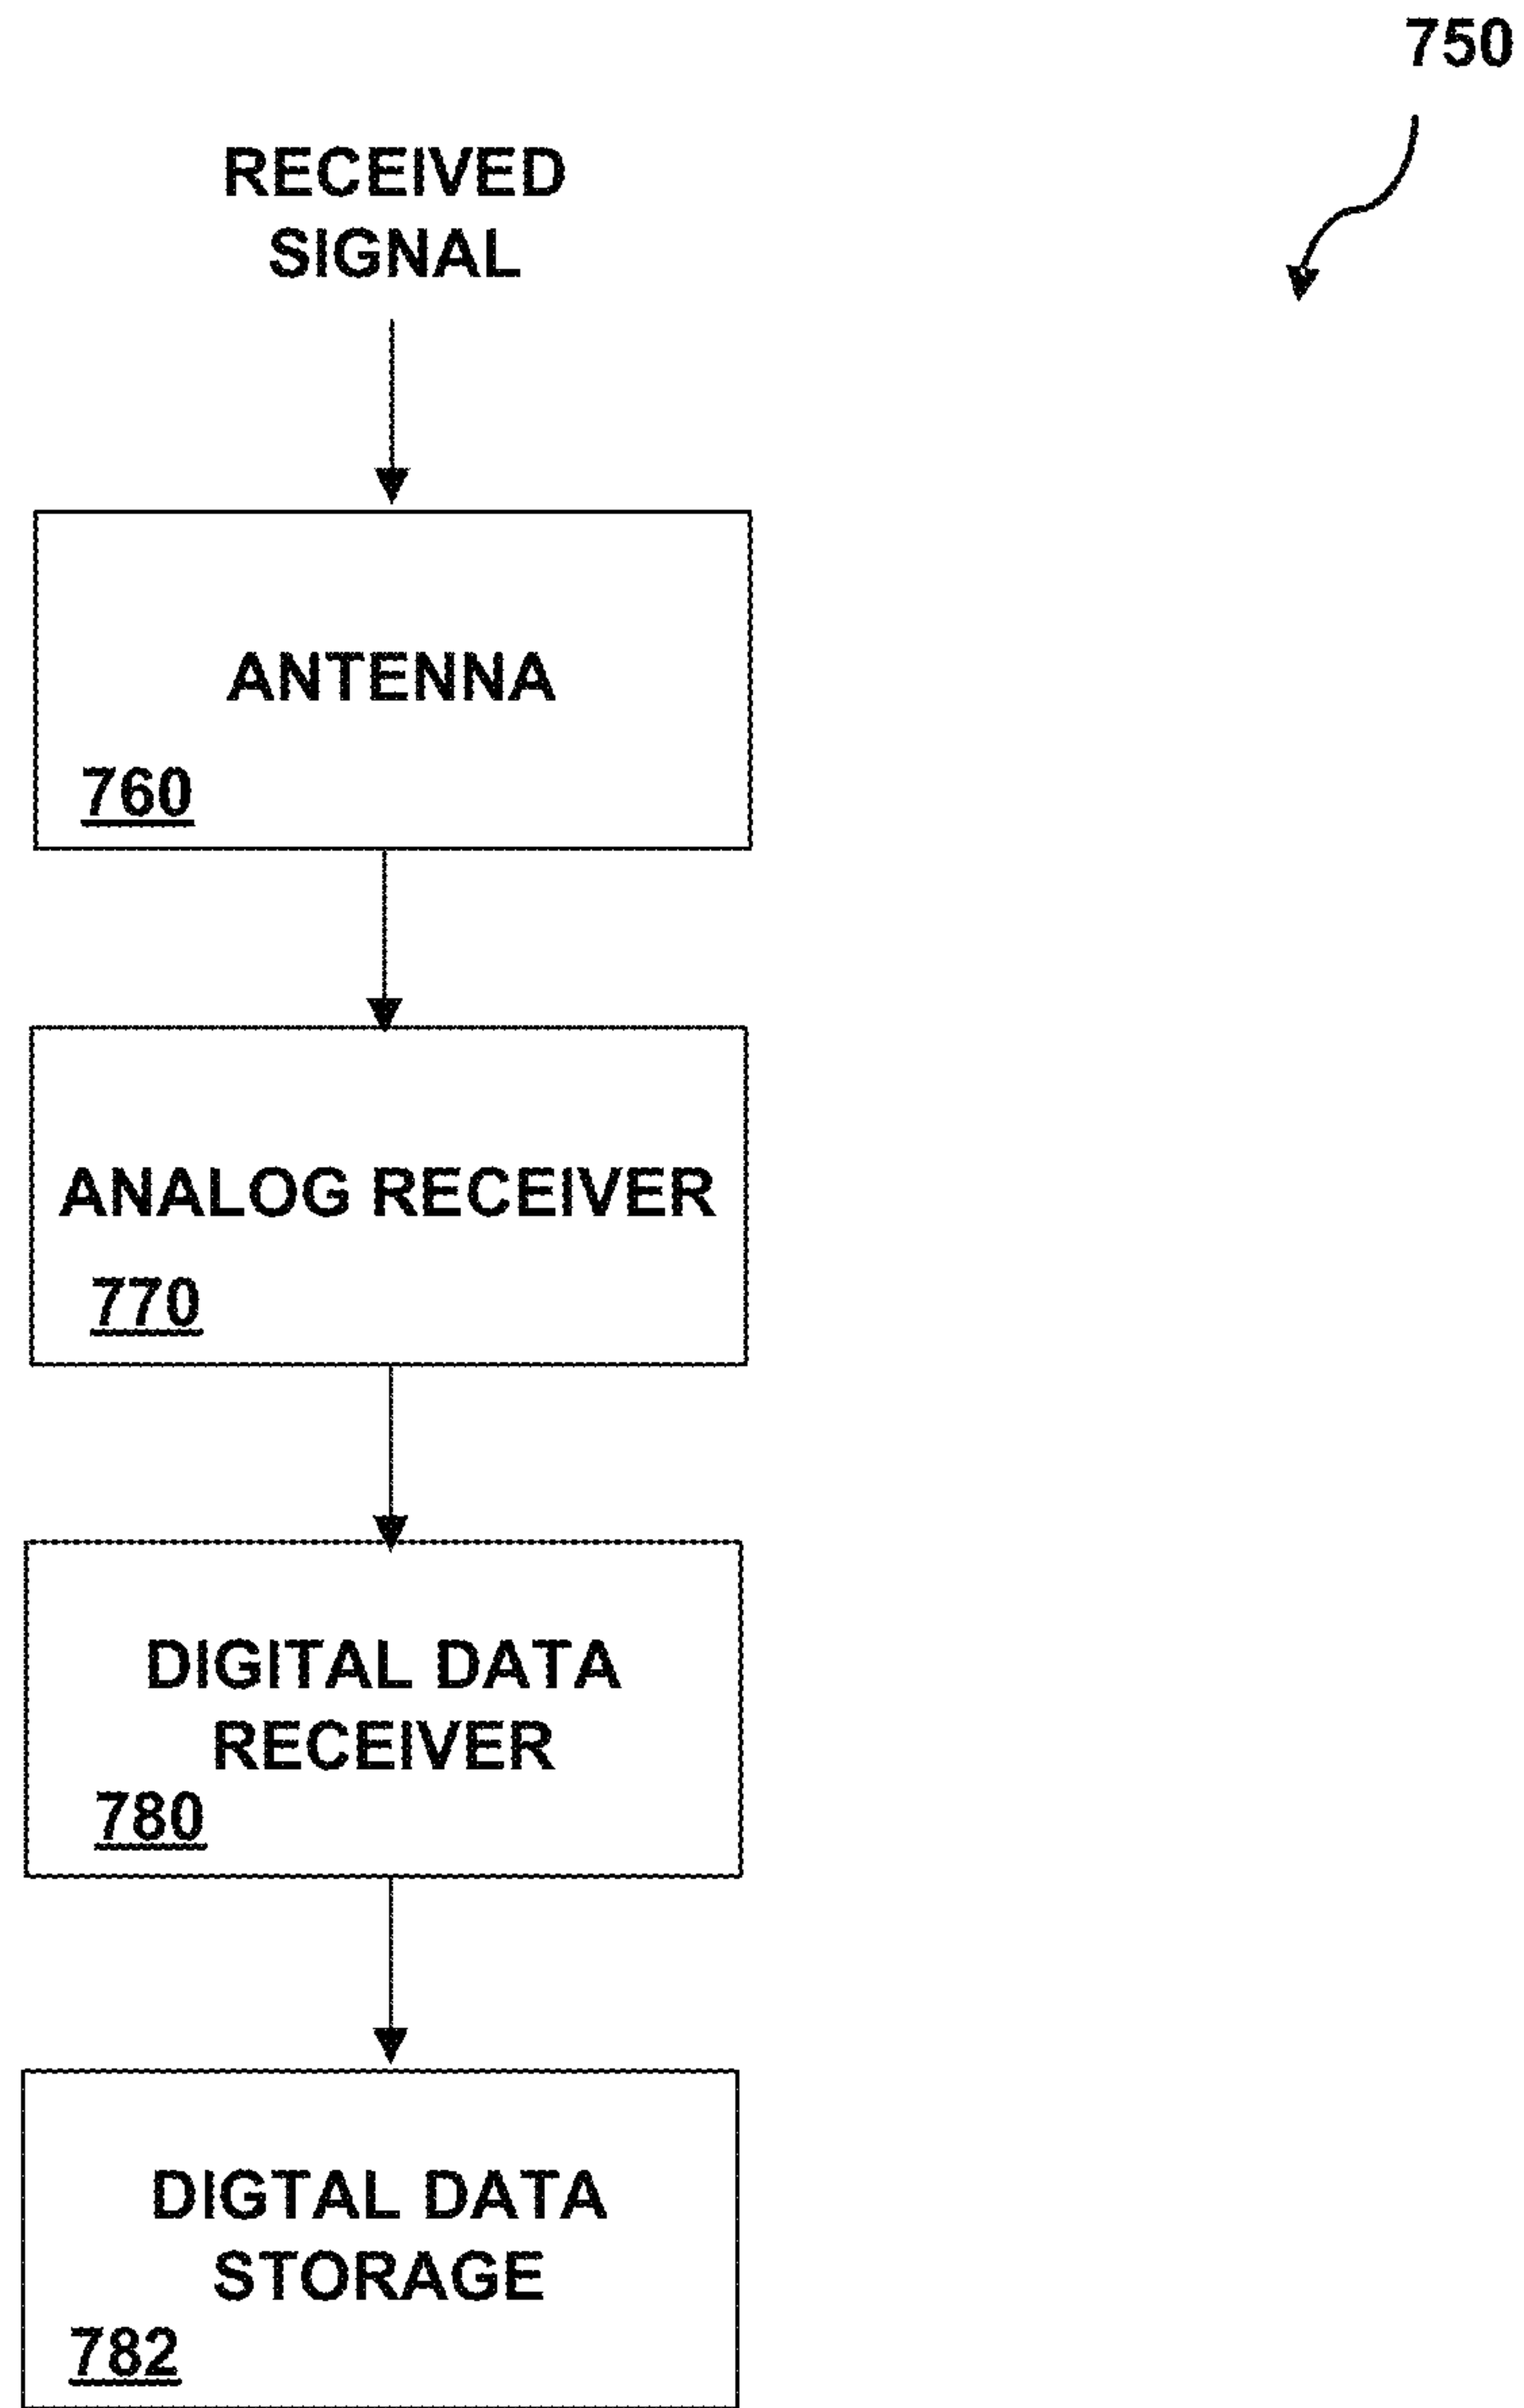 750
RECEIVED
SIGNAL
ANTENNA
760
ANALOG RECEIVER
770
DIGITAL DATA
RECEIVER
780
DIGTAL DATA
STORAGE
782